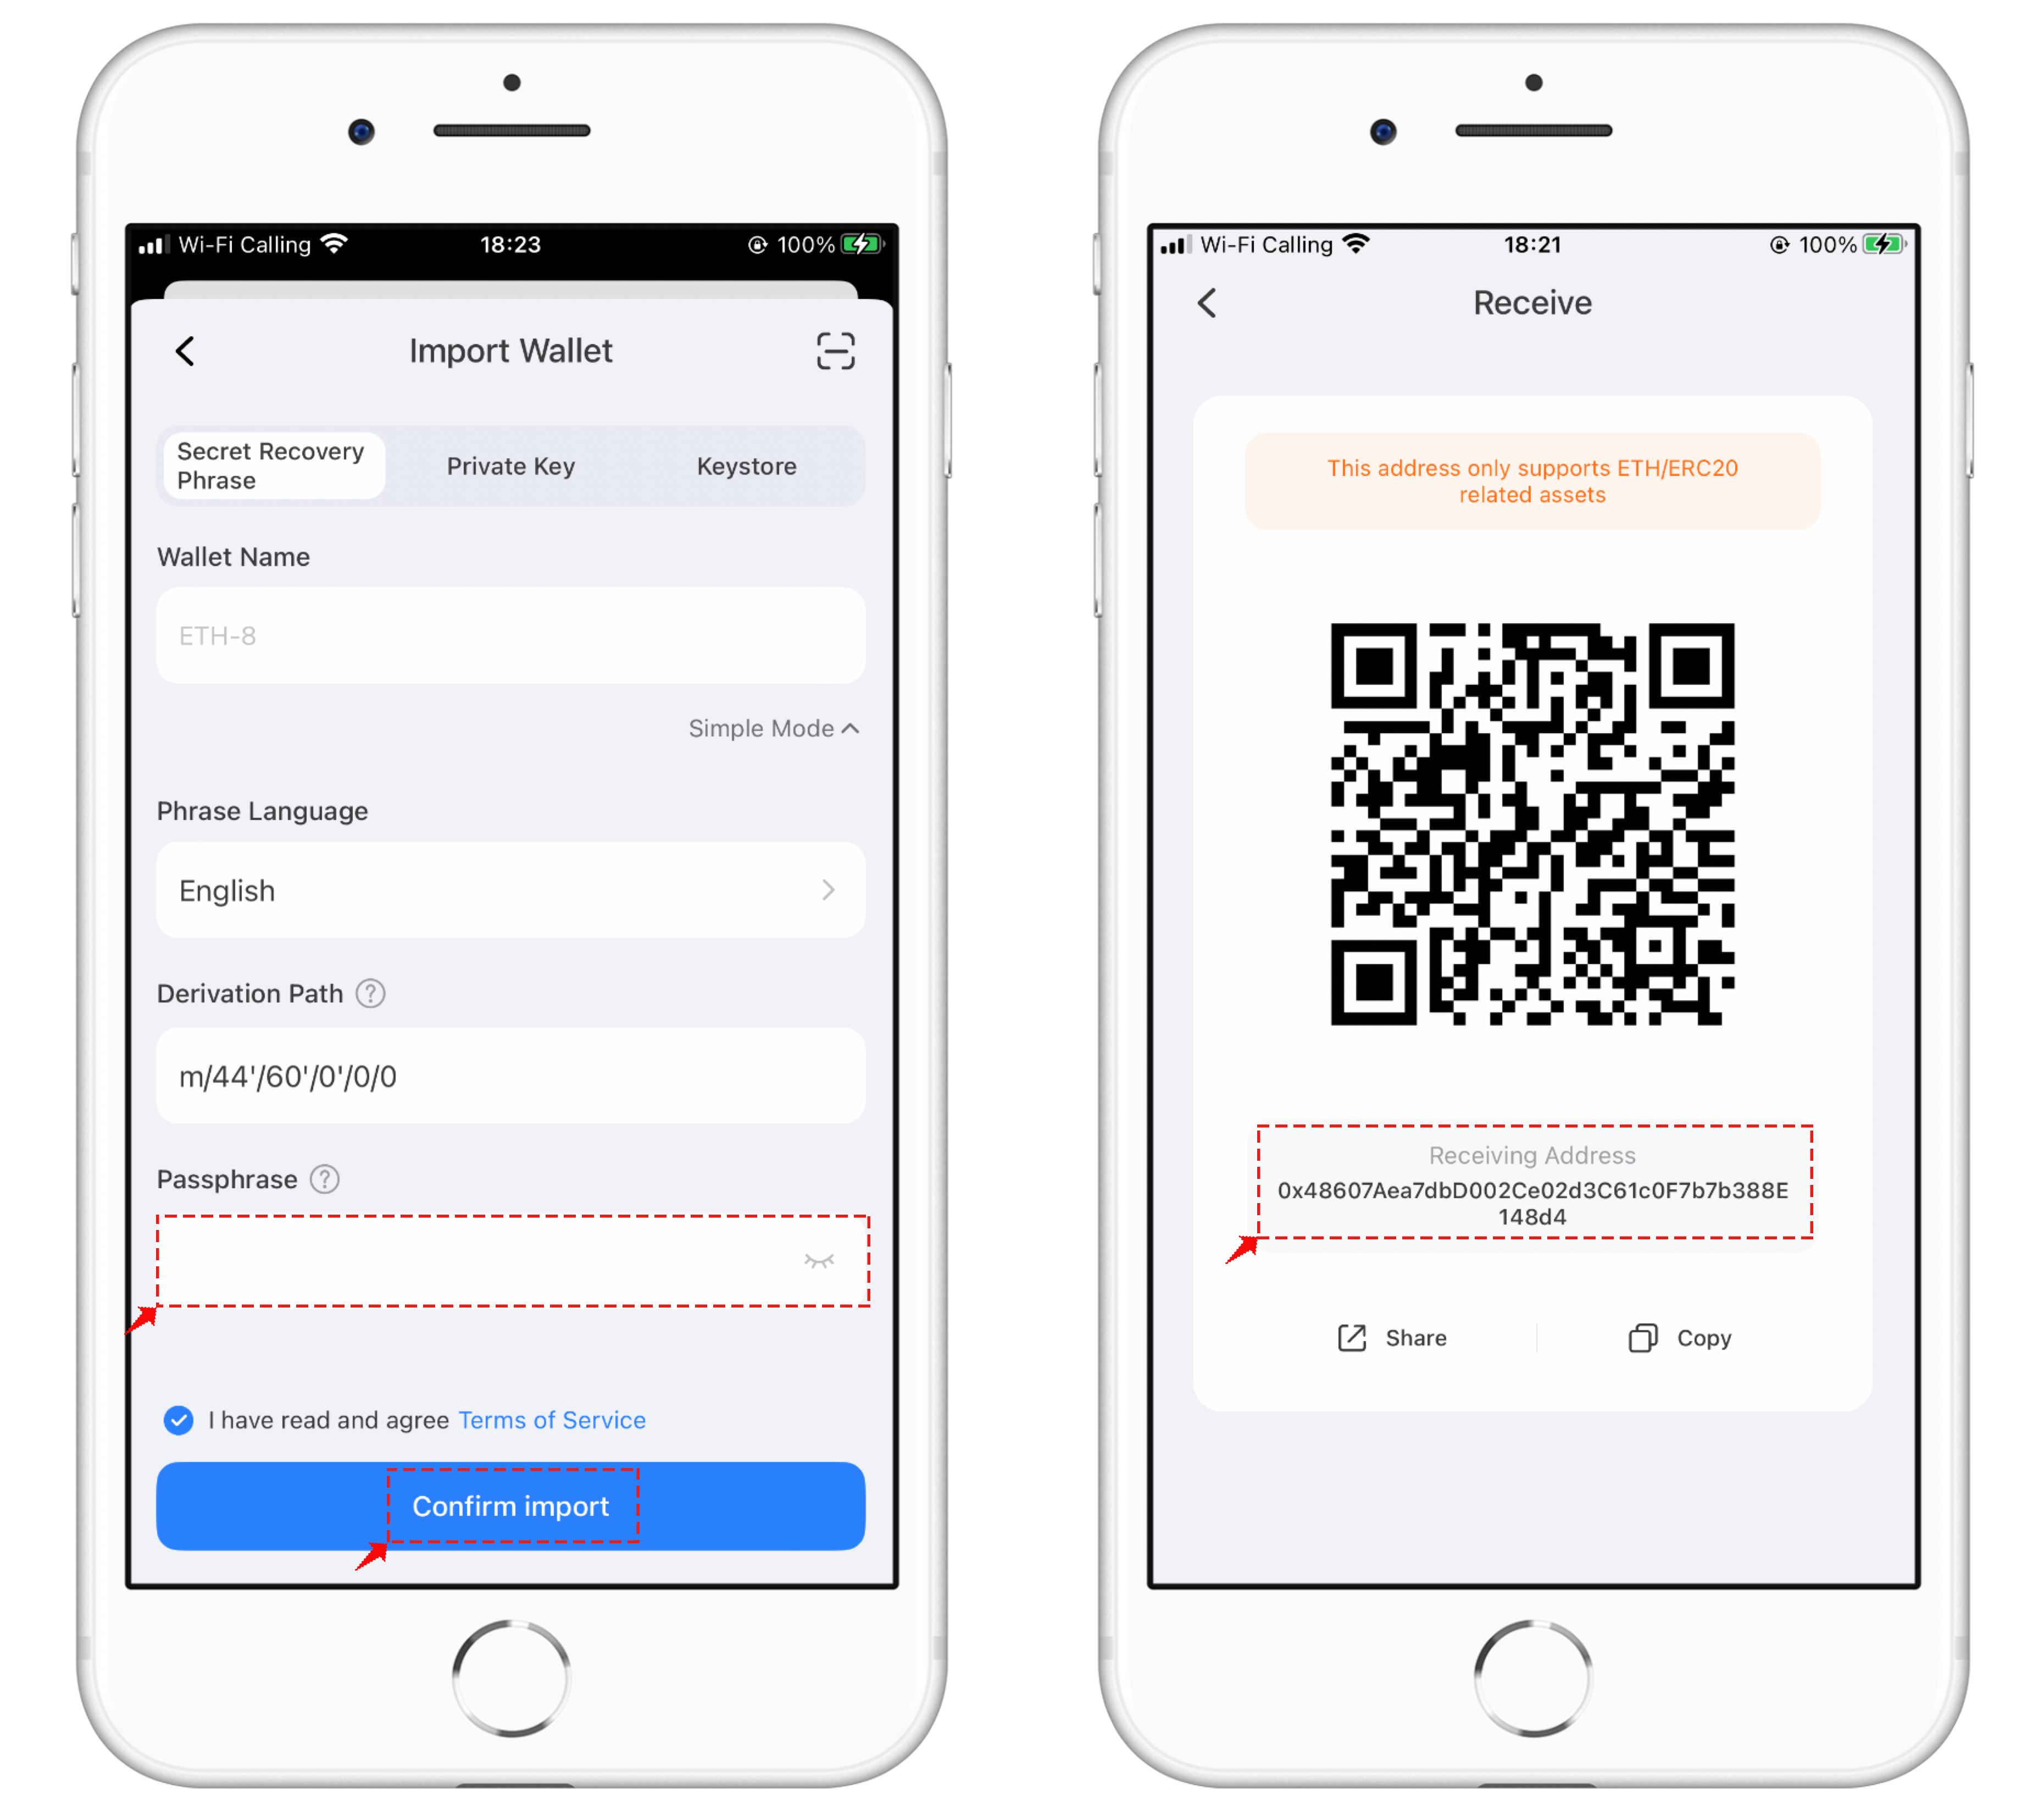 Wi-Fi Calling 18:23 100%
Import Wallet
Secret Recovery
Phrase
Private Key
Keystore
Wallet Name
ETH-8
Simple Mode
Phrase Language
English
Derivation Path ?
m/44'/60'/0'/0/0
Passphrase ?
I have read and agree Terms of Service
Confirm import
Wi-Fi Calling 18:21 100%
Receive
This address only supports ETH/ERC20
related assets
Receiving Address
0x48607Aea7dbD002Ce02d3C61c0F7b7b388E
148d4
Share
Copy